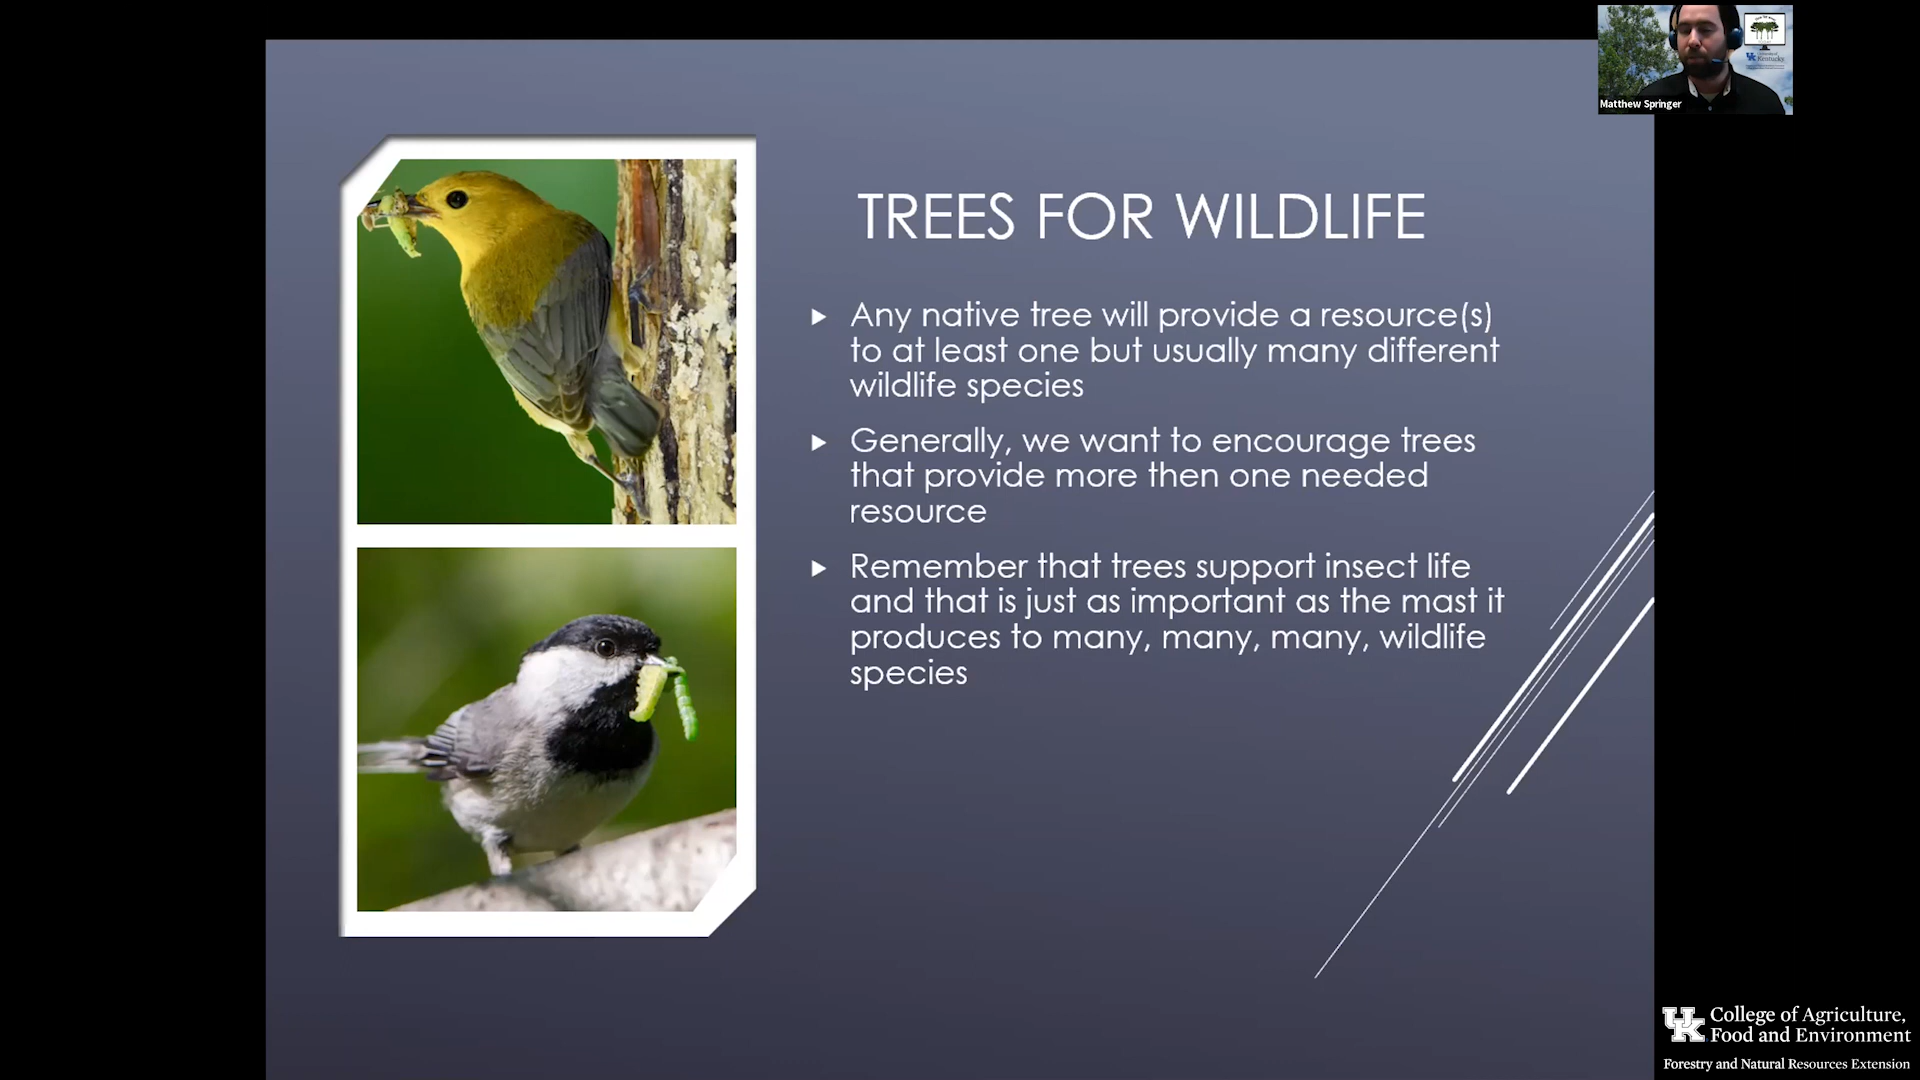 Matthew Springer
UK
Kentucky
TREES FOR WILDLIFE
Any native tree will provide a resource(s)
to at least one but usually many different
wildlife species
Generally, we want to encourage trees
that provide more then one needed
resource
Remember that trees support insect life
and that is just as important as the mast it
produces to many, many, many, wildlife
species
UK College of Agriculture,
Food and Environment
Forestry and Natural Resources Extension